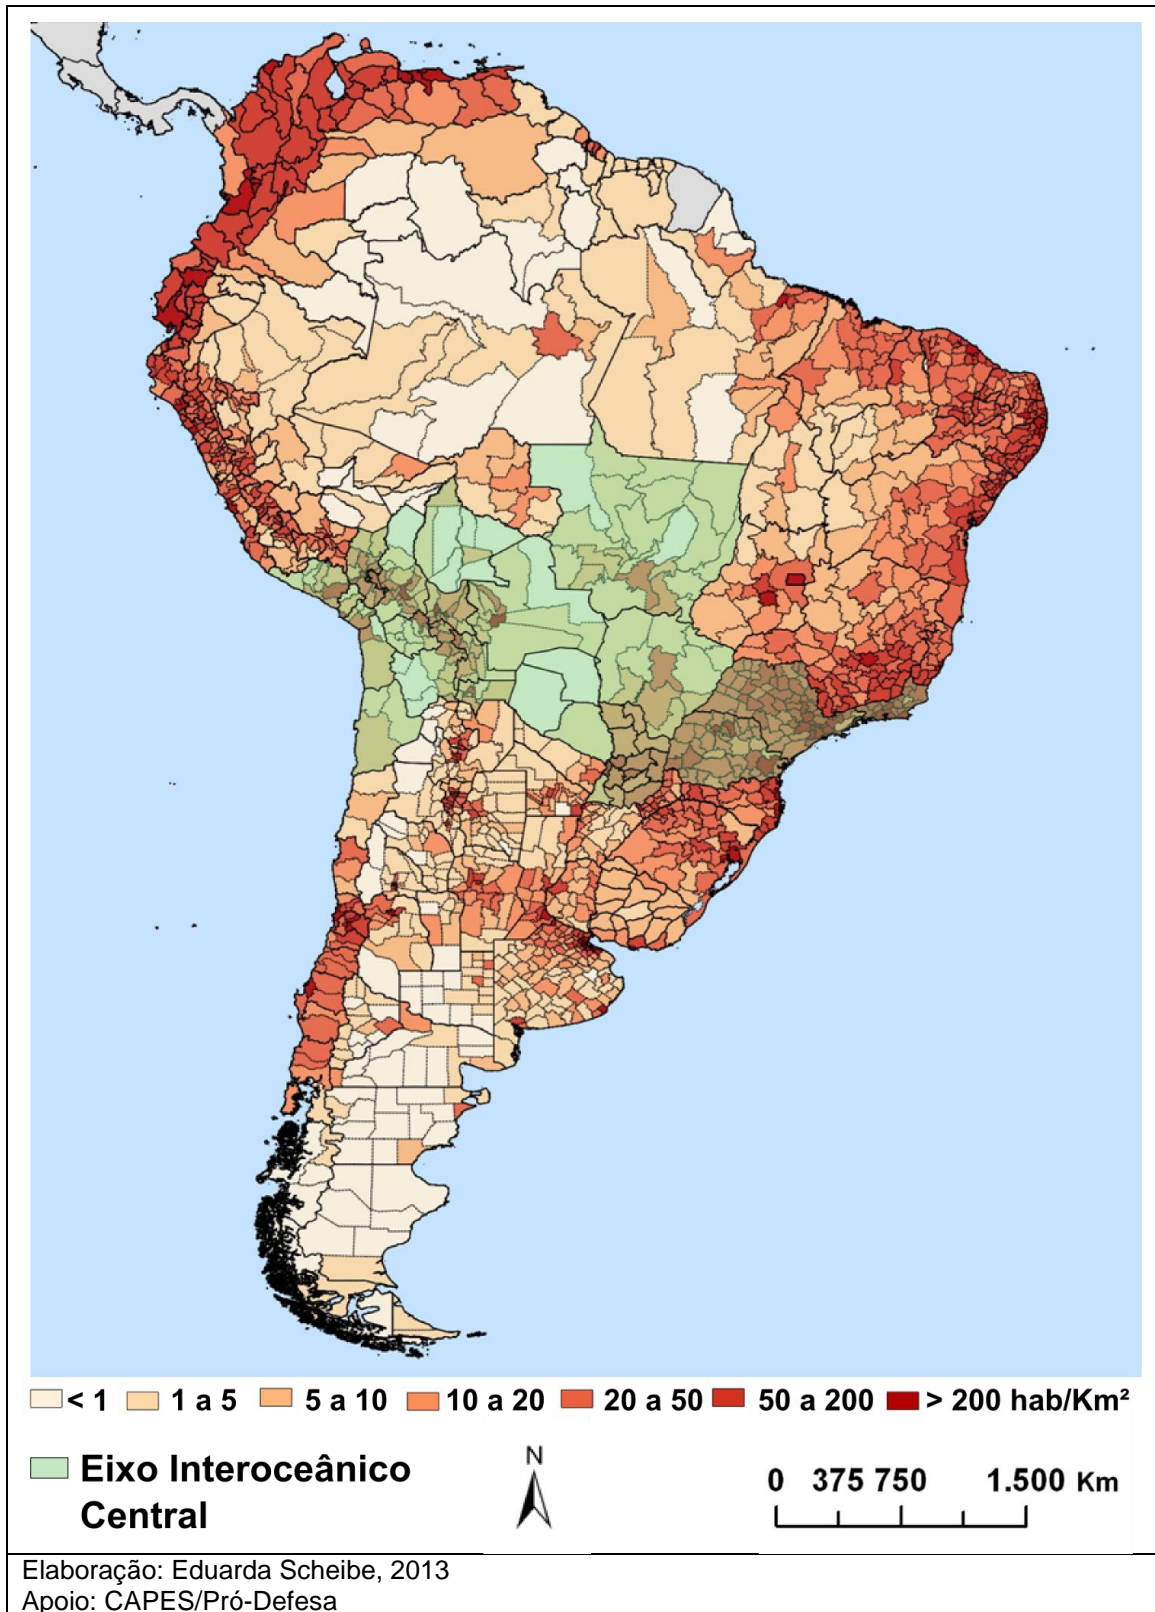 < 1 1 a 5 5 a 10 10 a 20 20 a 50 50 a 200 > 200 hab/Km²
Eixo Interoceânico
Central
N
0 375 750 1.500 Km
Elaboração: Eduarda Scheibe, 2013
Apoio: CAPES/Pró-Defesa